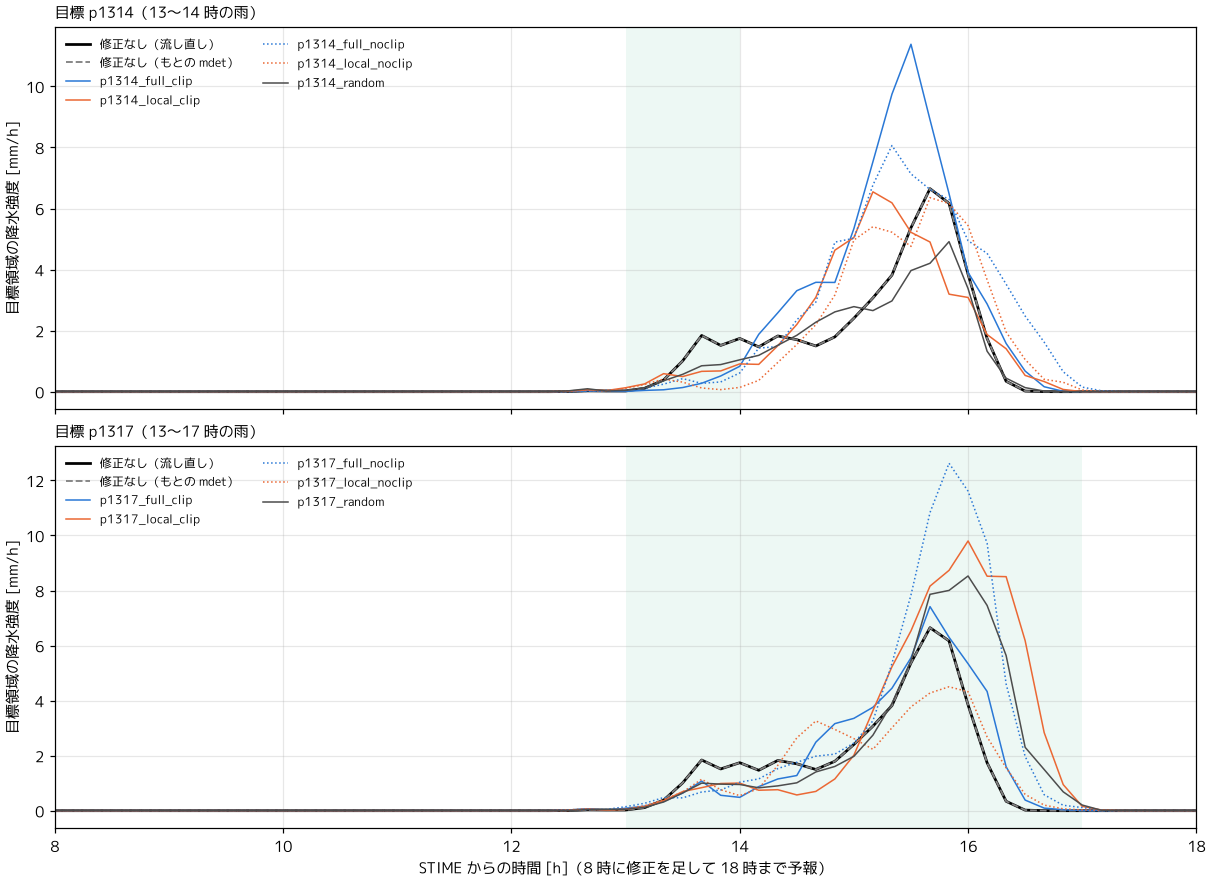 目標 p1314（13～14 時の雨）
修正なし（流し直し）
修正なし（もとの mdet）
p1314_full_clip
p1314_local_clip
p1314_full_noclip
p1314_local_noclip
p1314_random
目標領域の降水強度 [mm/h]
10
8
6
4
2
0
目標 p1317（13～17 時の雨）
修正なし（流し直し）
修正なし（もとの mdet）
p1317_full_clip
p1317_local_clip
p1317_full_noclip
p1317_local_noclip
p1317_random
目標領域の降水強度 [mm/h]
12
10
8
6
4
2
0
8 10 12 14 16 18
STIME からの時間 [h]（8 時に修正を足して 18 時まで予報）